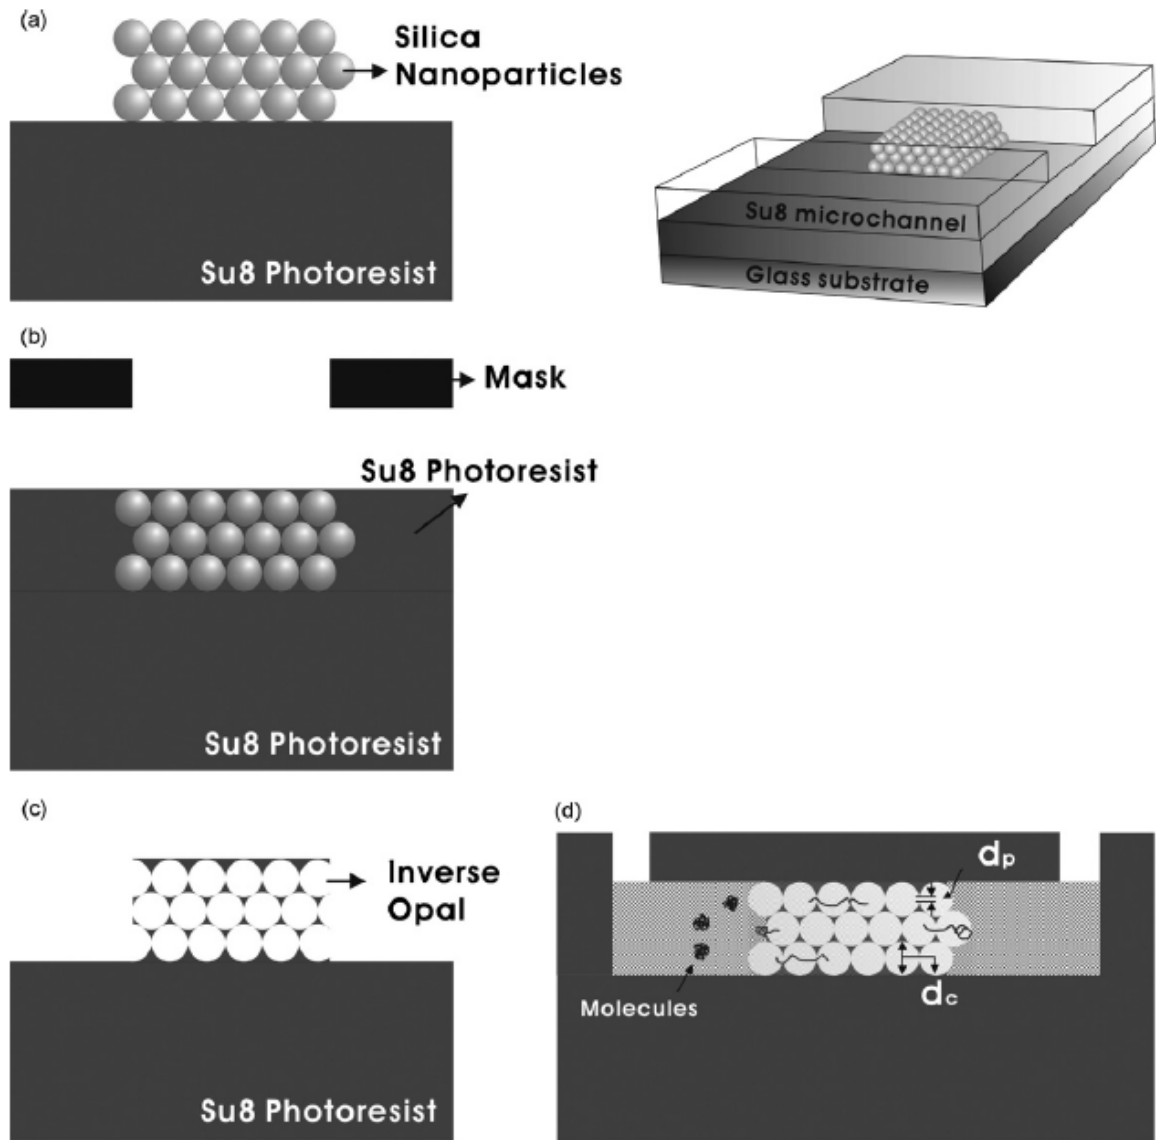 (a)
Silica
Nanoparticles
Su8 Photoresist
Su8 microchannel
Glass substrate
(b)
Mask
Su8 Photoresist
Su8 Photoresist
(c)
Inverse
Opal
Su8 Photoresist
(d)
dp
Molecules
dc